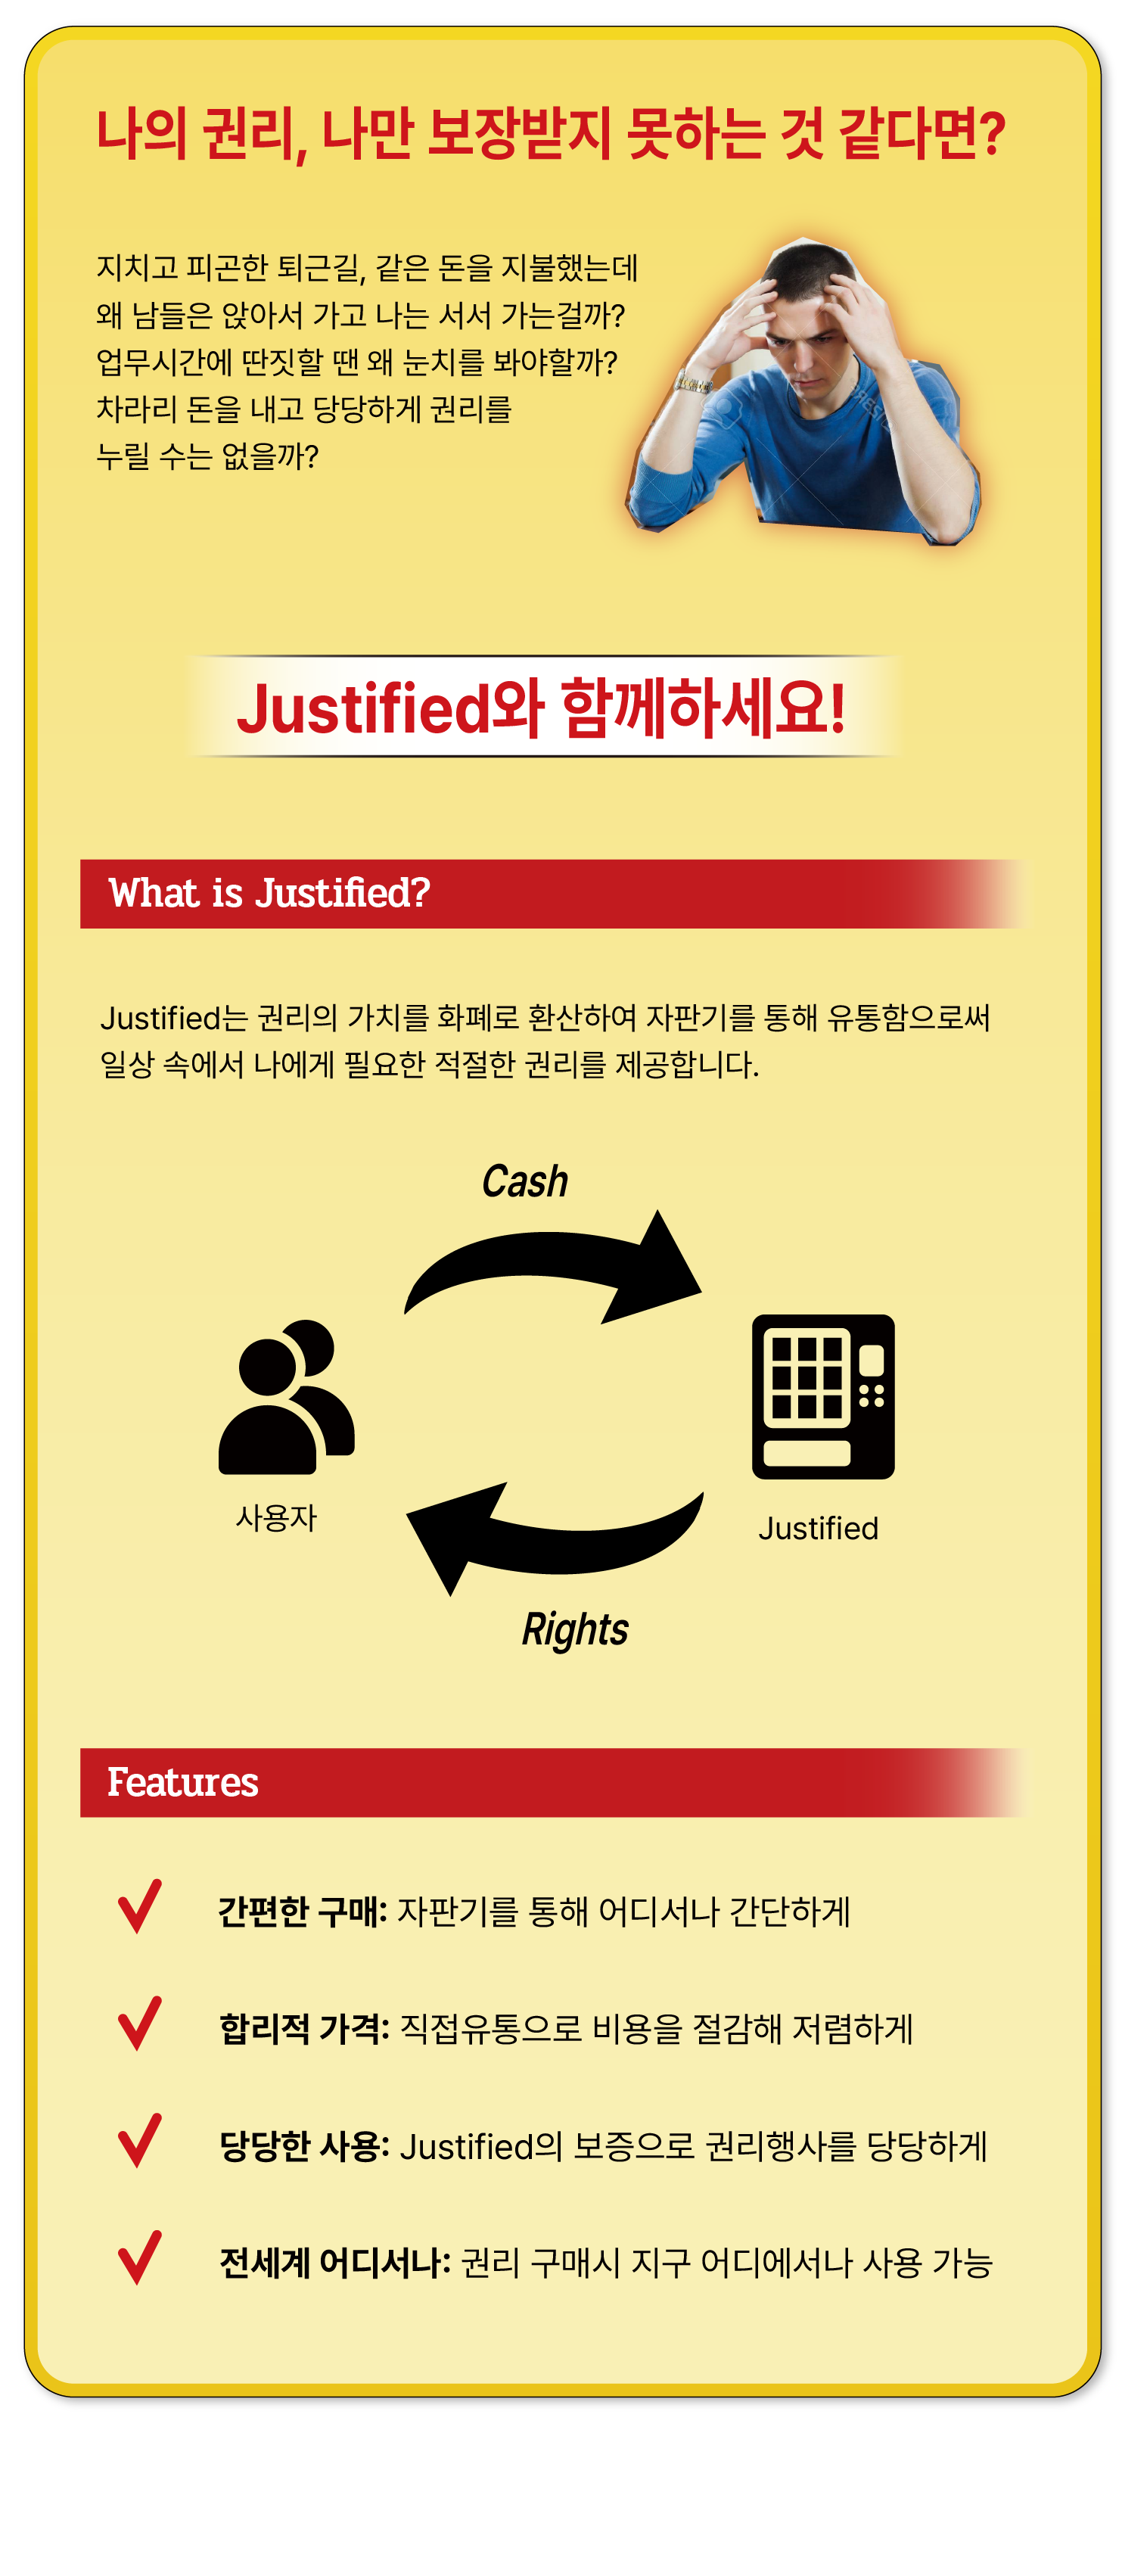 나의 권리, 나만 보장받지 못하는 것 같다면?
지치고 피곤한 퇴근길, 같은 돈을 지불했는데
왜 남들은 앉아서 가고 나는 서서 가는걸까?
업무시간에 딴짓할 땐 왜 눈치를 봐야할까?
차라리 돈을 내고 당당하게 권리를
누릴 수는 없을까?
Justified와 함께하세요!
What is Justified?
Justified는 권리의 가치를 화폐로 환산하여 자판기를 통해 유통함으로써
일상 속에서 나에게 필요한 적절한 권리를 제공합니다.
Cash
사용자
Justified
Rights
Features
간편한 구매: 자판기를 통해 어디서나 간단하게
합리적 가격: 직접유통으로 비용을 절감해 저렴하게
당당한 사용: Justified의 보증으로 권리행사를 당당하게
전세계 어디서나: 권리 구매시 지구 어디에서나 사용 가능